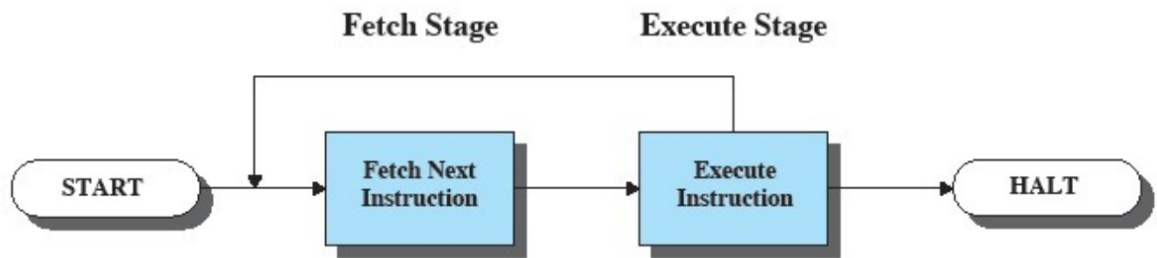 Fetch Stage
Execute Stage
START
Fetch Next
Instruction
Execute
Instruction
HALT